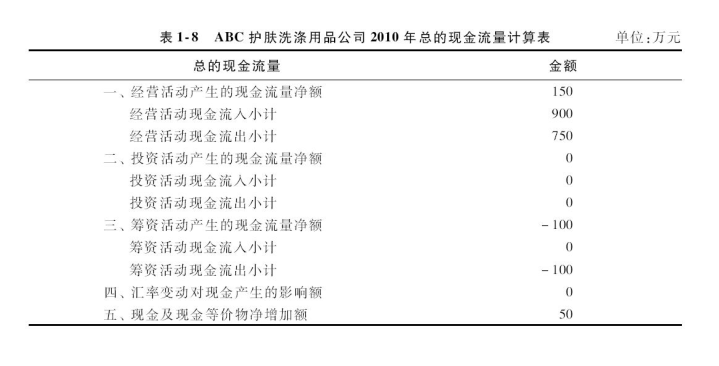 表 1-8 ABC 护肤洗涤用品公司 2010 年总的现金流量计算表 单位:万元
总的现金流量 金额
一、经营活动产生的现金流量净额 150
经营活动现金流入小计 900
经营活动现金流出小计 750
二、投资活动产生的现金流量净额 0
投资活动现金流入小计 0
投资活动现金流出小计 0
三、筹资活动产生的现金流量净额 -100
筹资活动现金流入小计 0
筹资活动现金流出小计 -100
四、汇率变动对现金产生的影响额 0
五、现金及现金等价物净增加额 50